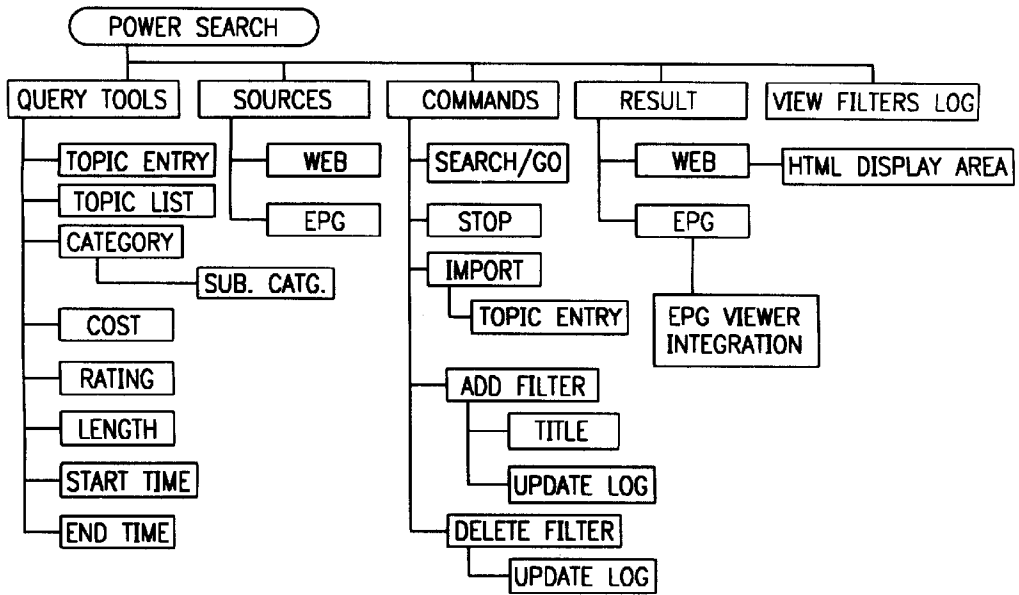 POWER SEARCH
QUERY TOOLS
TOPIC ENTRY
TOPIC LIST
CATEGORY
SUB. CATG.
COST
RATING
LENGTH
START TIME
END TIME
SOURCES
WEB
EPG
COMMANDS
SEARCH/GO
STOP
IMPORT
TOPIC ENTRY
ADD FILTER
TITLE
UPDATE LOG
DELETE FILTER
UPDATE LOG
RESULT
WEB
HTML DISPLAY AREA
EPG
EPG VIEWER
INTEGRATION
VIEW FILTERS LOG